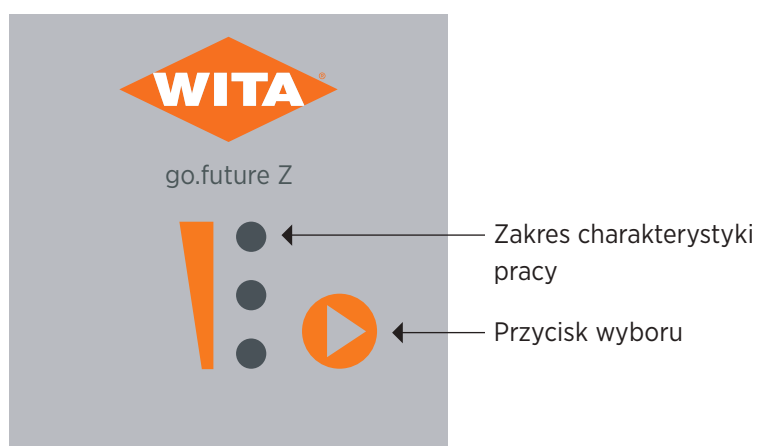 WITA®
go.future Z
Zakres charakterystyki
pracy
Przycisk wyboru